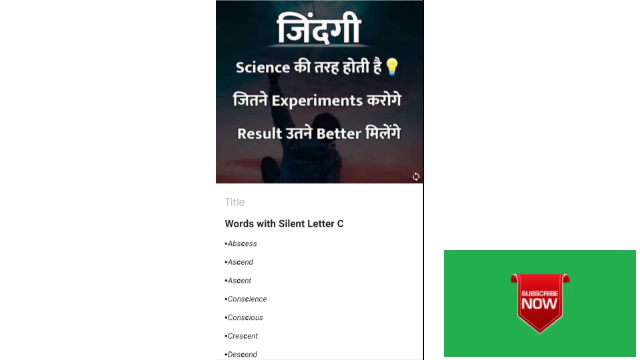 जिंदगी
Science की तरह होती है💡
जितने Experiments करोगे
Result उतने Better मिलेंगे
Title
Words with Silent Letter C
•Abscess
•Ascend
•Ascent
•Conscience
•Conscious
•Crescent
•Descend
SUBSCRIBE
NOW